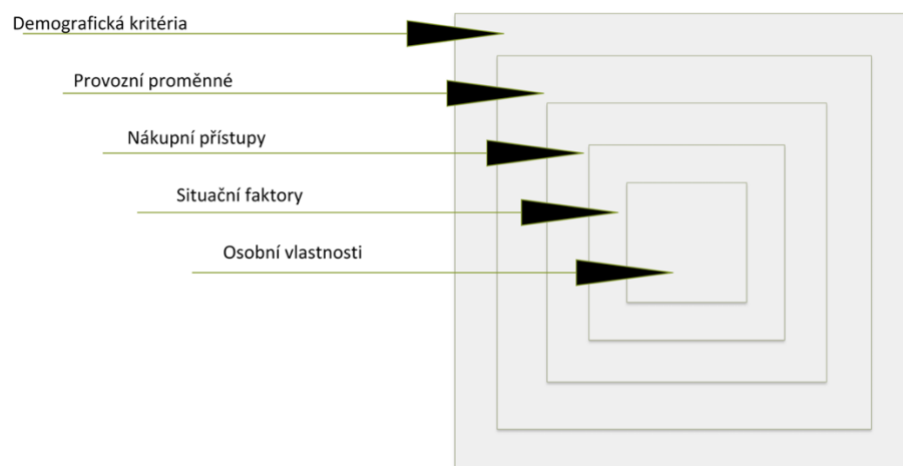 Demografická kritéria
Provozní proměnné
Nákupní přístupy
Situační faktory
Osobní vlastnosti